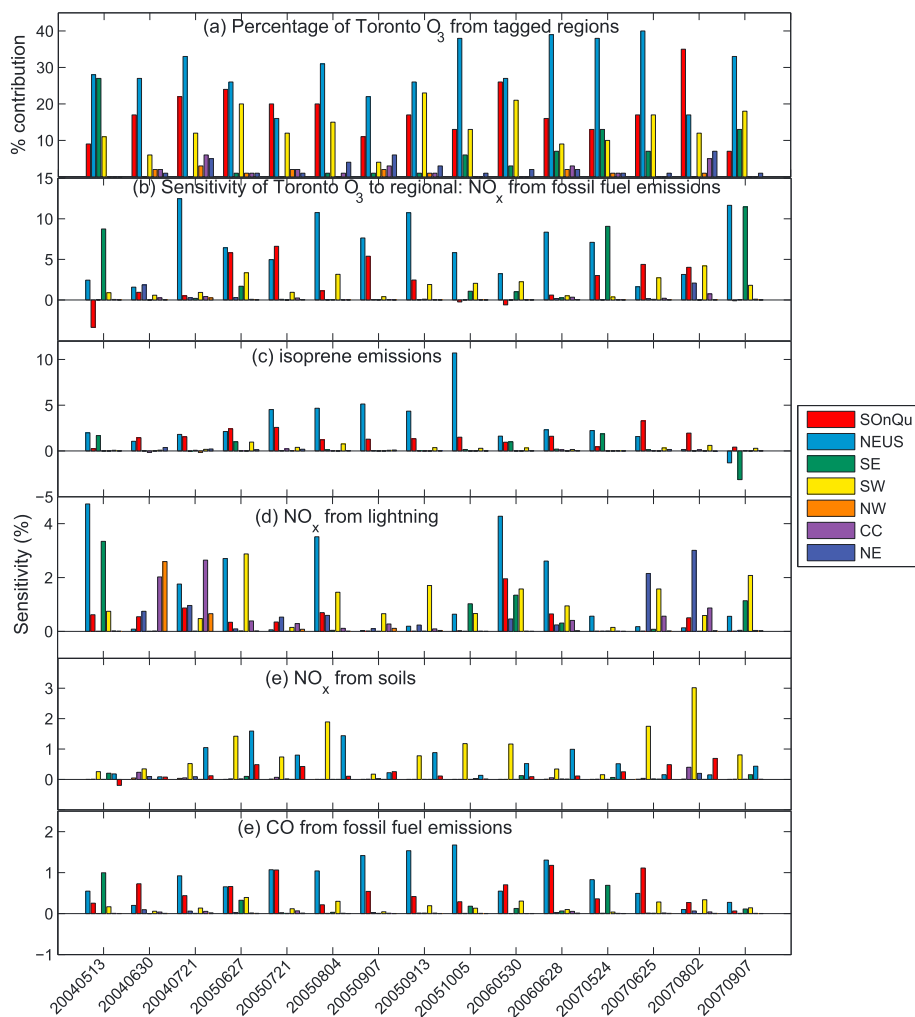 (a) Percentage of Toronto O3 from tagged regions
% contribution
40
30
20
10
(b) Sensitivity of Toronto O3 to regional: NOx from fossil fuel emissions
15
10
5
0
(c) isoprene emissions
10
5
0
−5
(d) NOx from lightning
Sensitivity (%)
4
2
0
(e) NOx from soils
3
2
1
0
(e) CO from fossil fuel emissions
2
1
0
−1
20040513
20040630
20040721
20050627
20050721
20050804
20050907
20050913
20051005
20060530
20060628
20070524
20070625
20070802
20070907
SOnQu
NEUS
SE
SW
NW
CC
NE